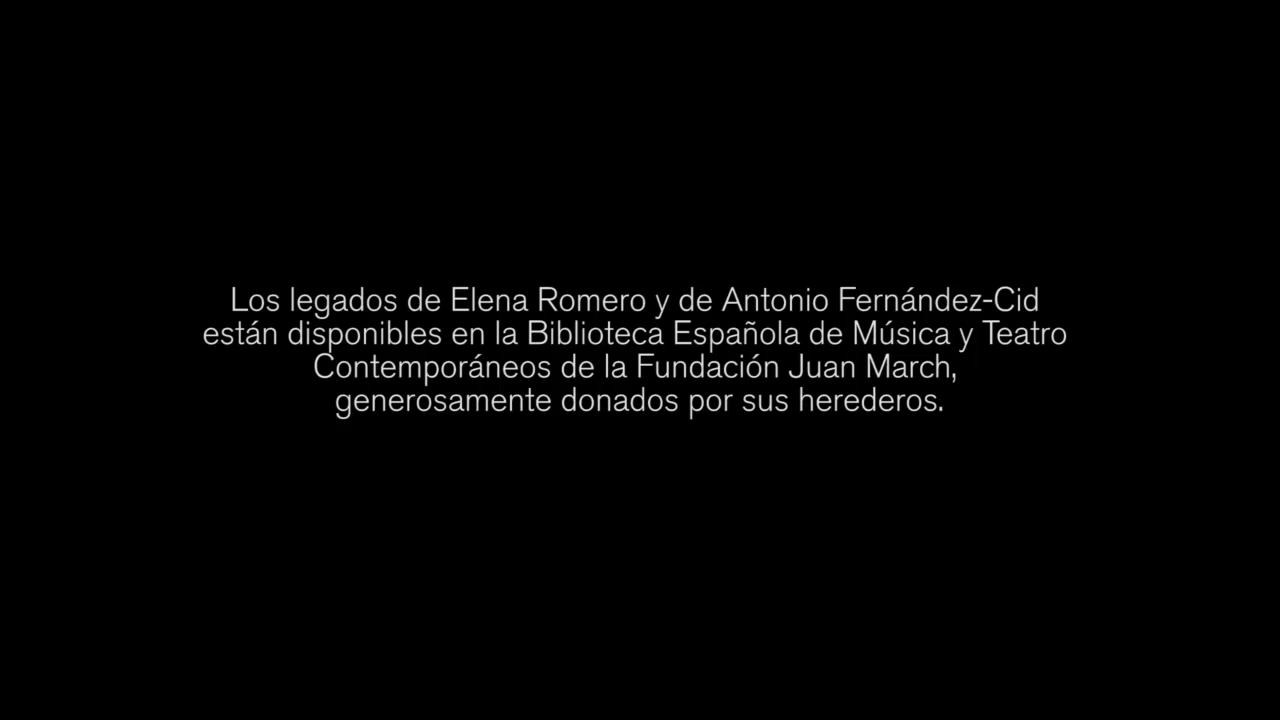 Los legados de Elena Romero y de Antonio Fernández-Cid
están disponibles en la Biblioteca Española de Música y Teatro
Contemporáneos de la Fundación Juan March,
generosamente donados por sus herederos.